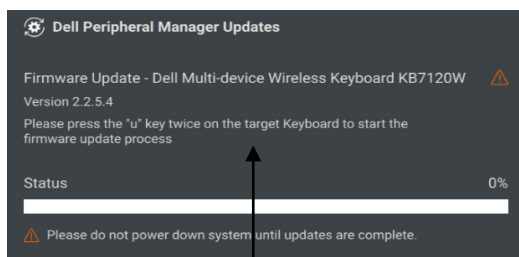 Dell Peripheral Manager Updates
Firmware Update - Dell Multi-device Wireless Keyboard KB7120W
Version 2.2.5.4
Please press the "u" key twice on the target Keyboard to start the
firmware update process
Status 0%
Please do not power down system until updates are complete.